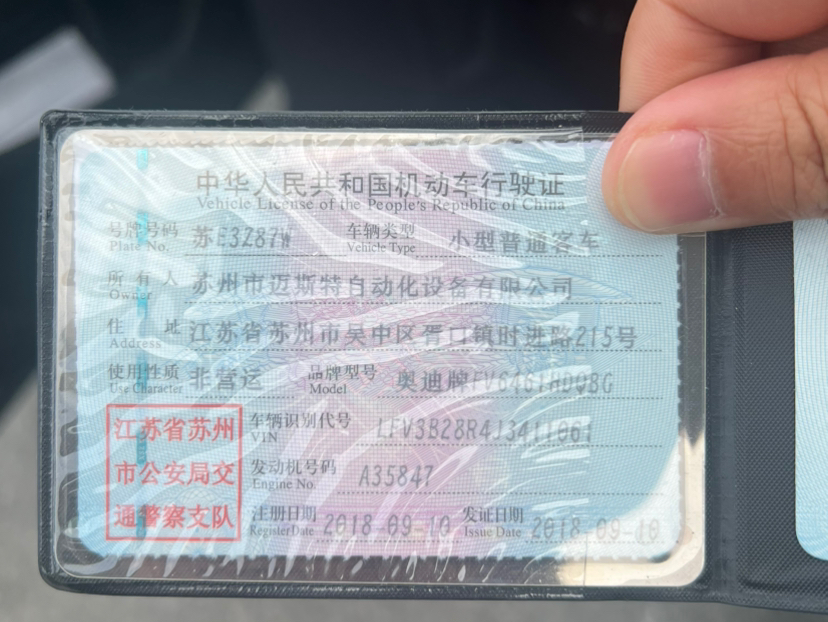 中华人民共和国机动车行驶证
Vehicle License of the People's Republic of China
号牌号码 苏E3Z87W 车辆类型 小型普通客车
Plate No. Vehicle Type
所有人 苏州市迈斯特自动化设备有限公司
Owner
住址 江苏省苏州市吴中区胥口镇时进路215号
Address
使用性质 非营运 品牌型号 奥迪牌
Use Character Model
江苏省苏州
市公安局交
通警察支队
车辆识别代号 LFV3B28R4J3411061
VIN
发动机号码 A35847
Engine No.
注册日期 2018-09-10 发证日期 2018-09-10
Register Date Issue Date